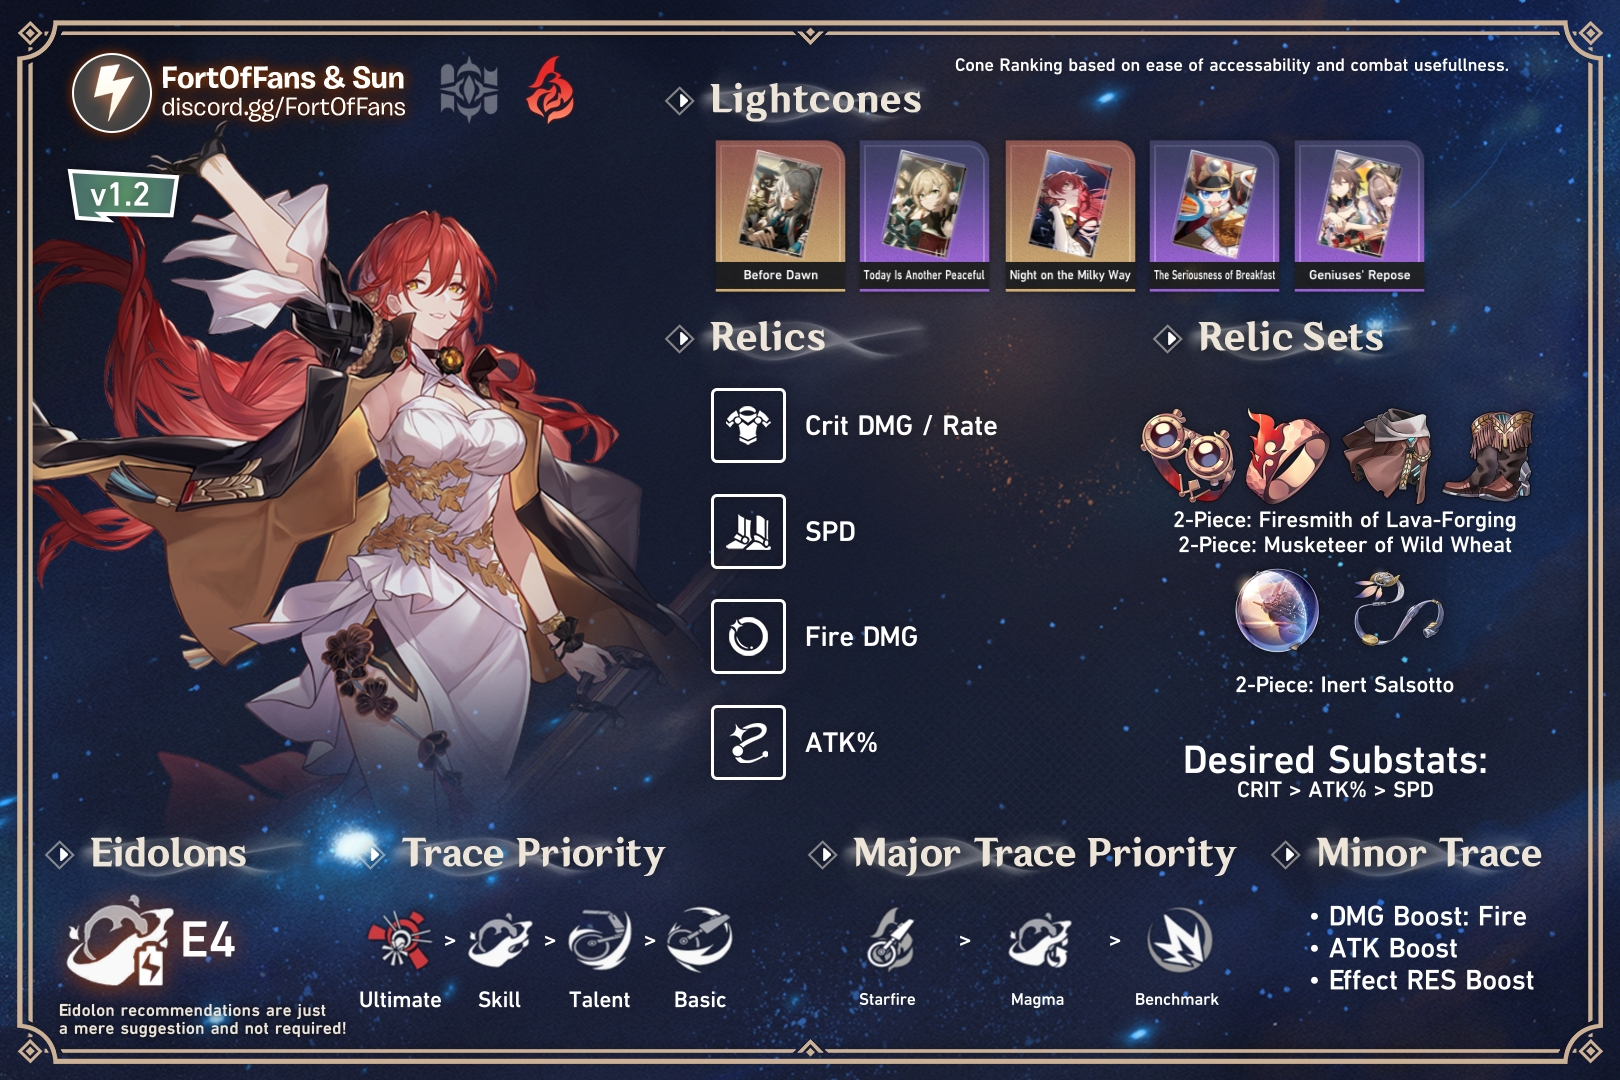 FortOfFans & Sun
discord.gg/FortOfFans
v1.2
Cone Ranking based on ease of accessability and combat usefullness.
Lightcones
Before Dawn
Today Is Another Peaceful
Night on the Milky Way
The Seriousness of Breakfast
Geniuses' Repose
Relics
Crit DMG / Rate
SPD
Fire DMG
ATK%
Relic Sets
2-Piece: Firesmith of Lava-Forging
2-Piece: Musketeer of Wild Wheat
2-Piece: Inert Salsotto
Desired Substats:
CRIT > ATK% > SPD
Eidolons
E4
Eidolon recommendations are just
a mere suggestion and not required!
Trace Priority
Ultimate > Skill > Talent > Basic
Major Trace Priority
Starfire > Magma > Benchmark
Minor Trace
• DMG Boost: Fire
• ATK Boost
• Effect RES Boost